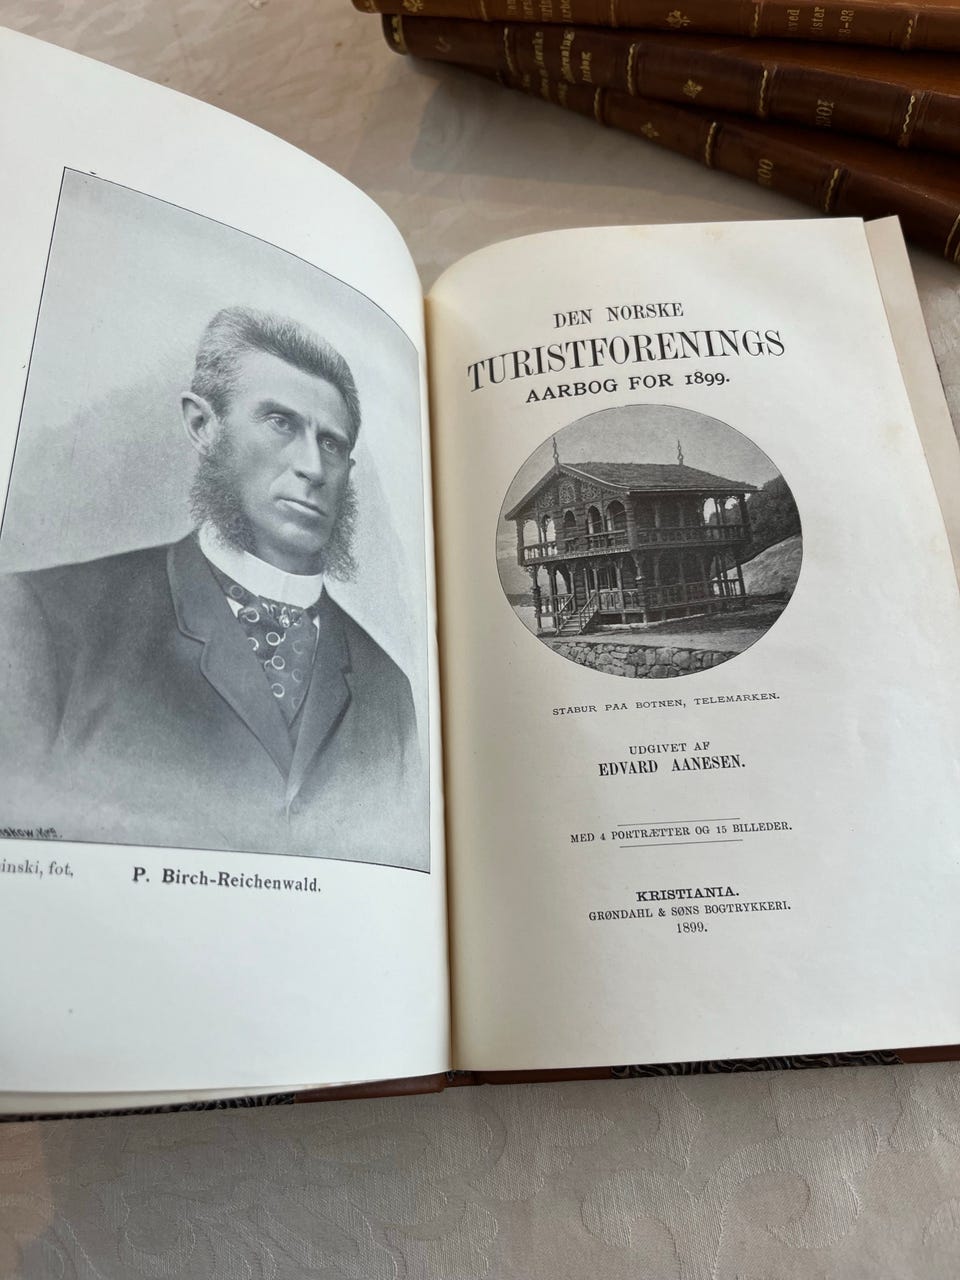 1901
DEN NORSKE
TURISTFORENINGS
AARBOG FOR 1899.
STABUR PAA BOTNEN, TELEMARKEN.
UDGIVET AF
EDVARD AANESEN.
MED 4 PORTRÆTTER OG 15 BILLEDER.
KRISTIANIA.
GRØNDAHL & SØNS BOGTRYKKERI.
1899.
inski, fot.
P. Birch-Reichenwald.